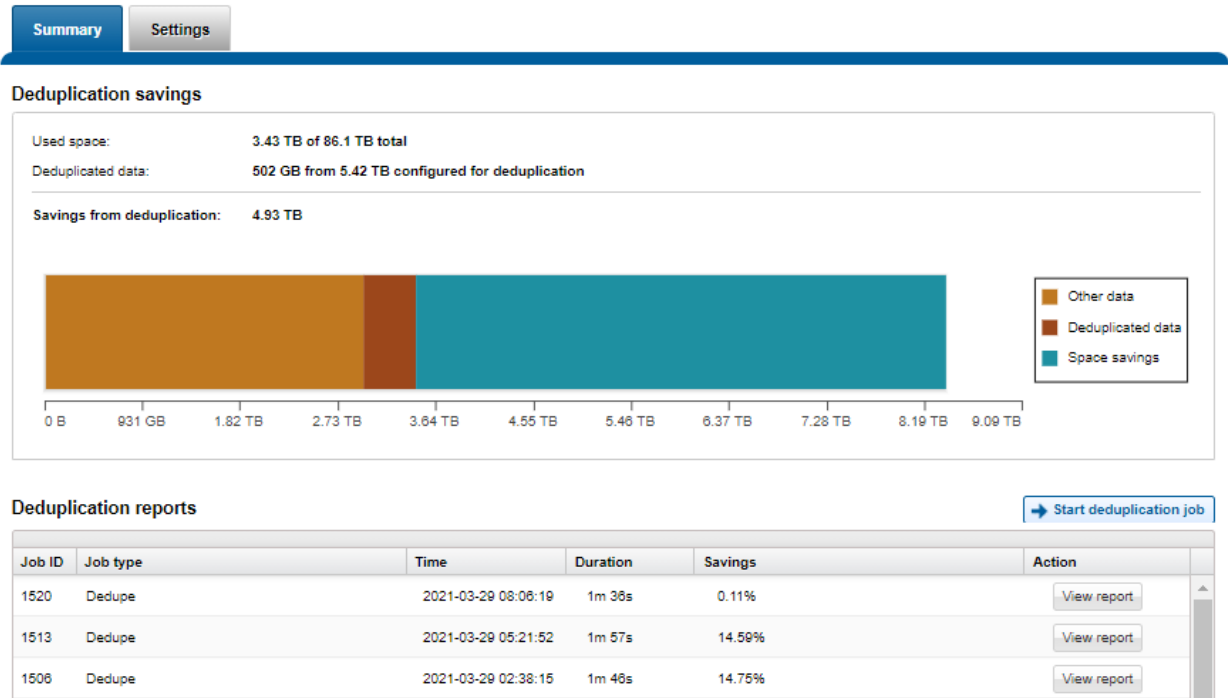 Summary Settings
Deduplication savings
Used space: 3.43 TB of 86.1 TB total
Deduplicated data: 502 GB from 5.42 TB configured for deduplication
Savings from deduplication: 4.93 TB
Other data
Deduplicated data
Space savings
0 B 931 GB 1.82 TB 2.73 TB 3.64 TB 4.55 TB 5.46 TB 6.37 TB 7.28 TB 8.19 TB 9.09 TB
Deduplication reports Start deduplication job
Job ID Job type Time Duration Savings Action
1520 Dedupe 2021-03-29 08:06:19 1m 36s 0.11% View report
1513 Dedupe 2021-03-29 05:21:52 1m 57s 14.59% View report
1506 Dedupe 2021-03-29 02:38:15 1m 46s 14.75% View report